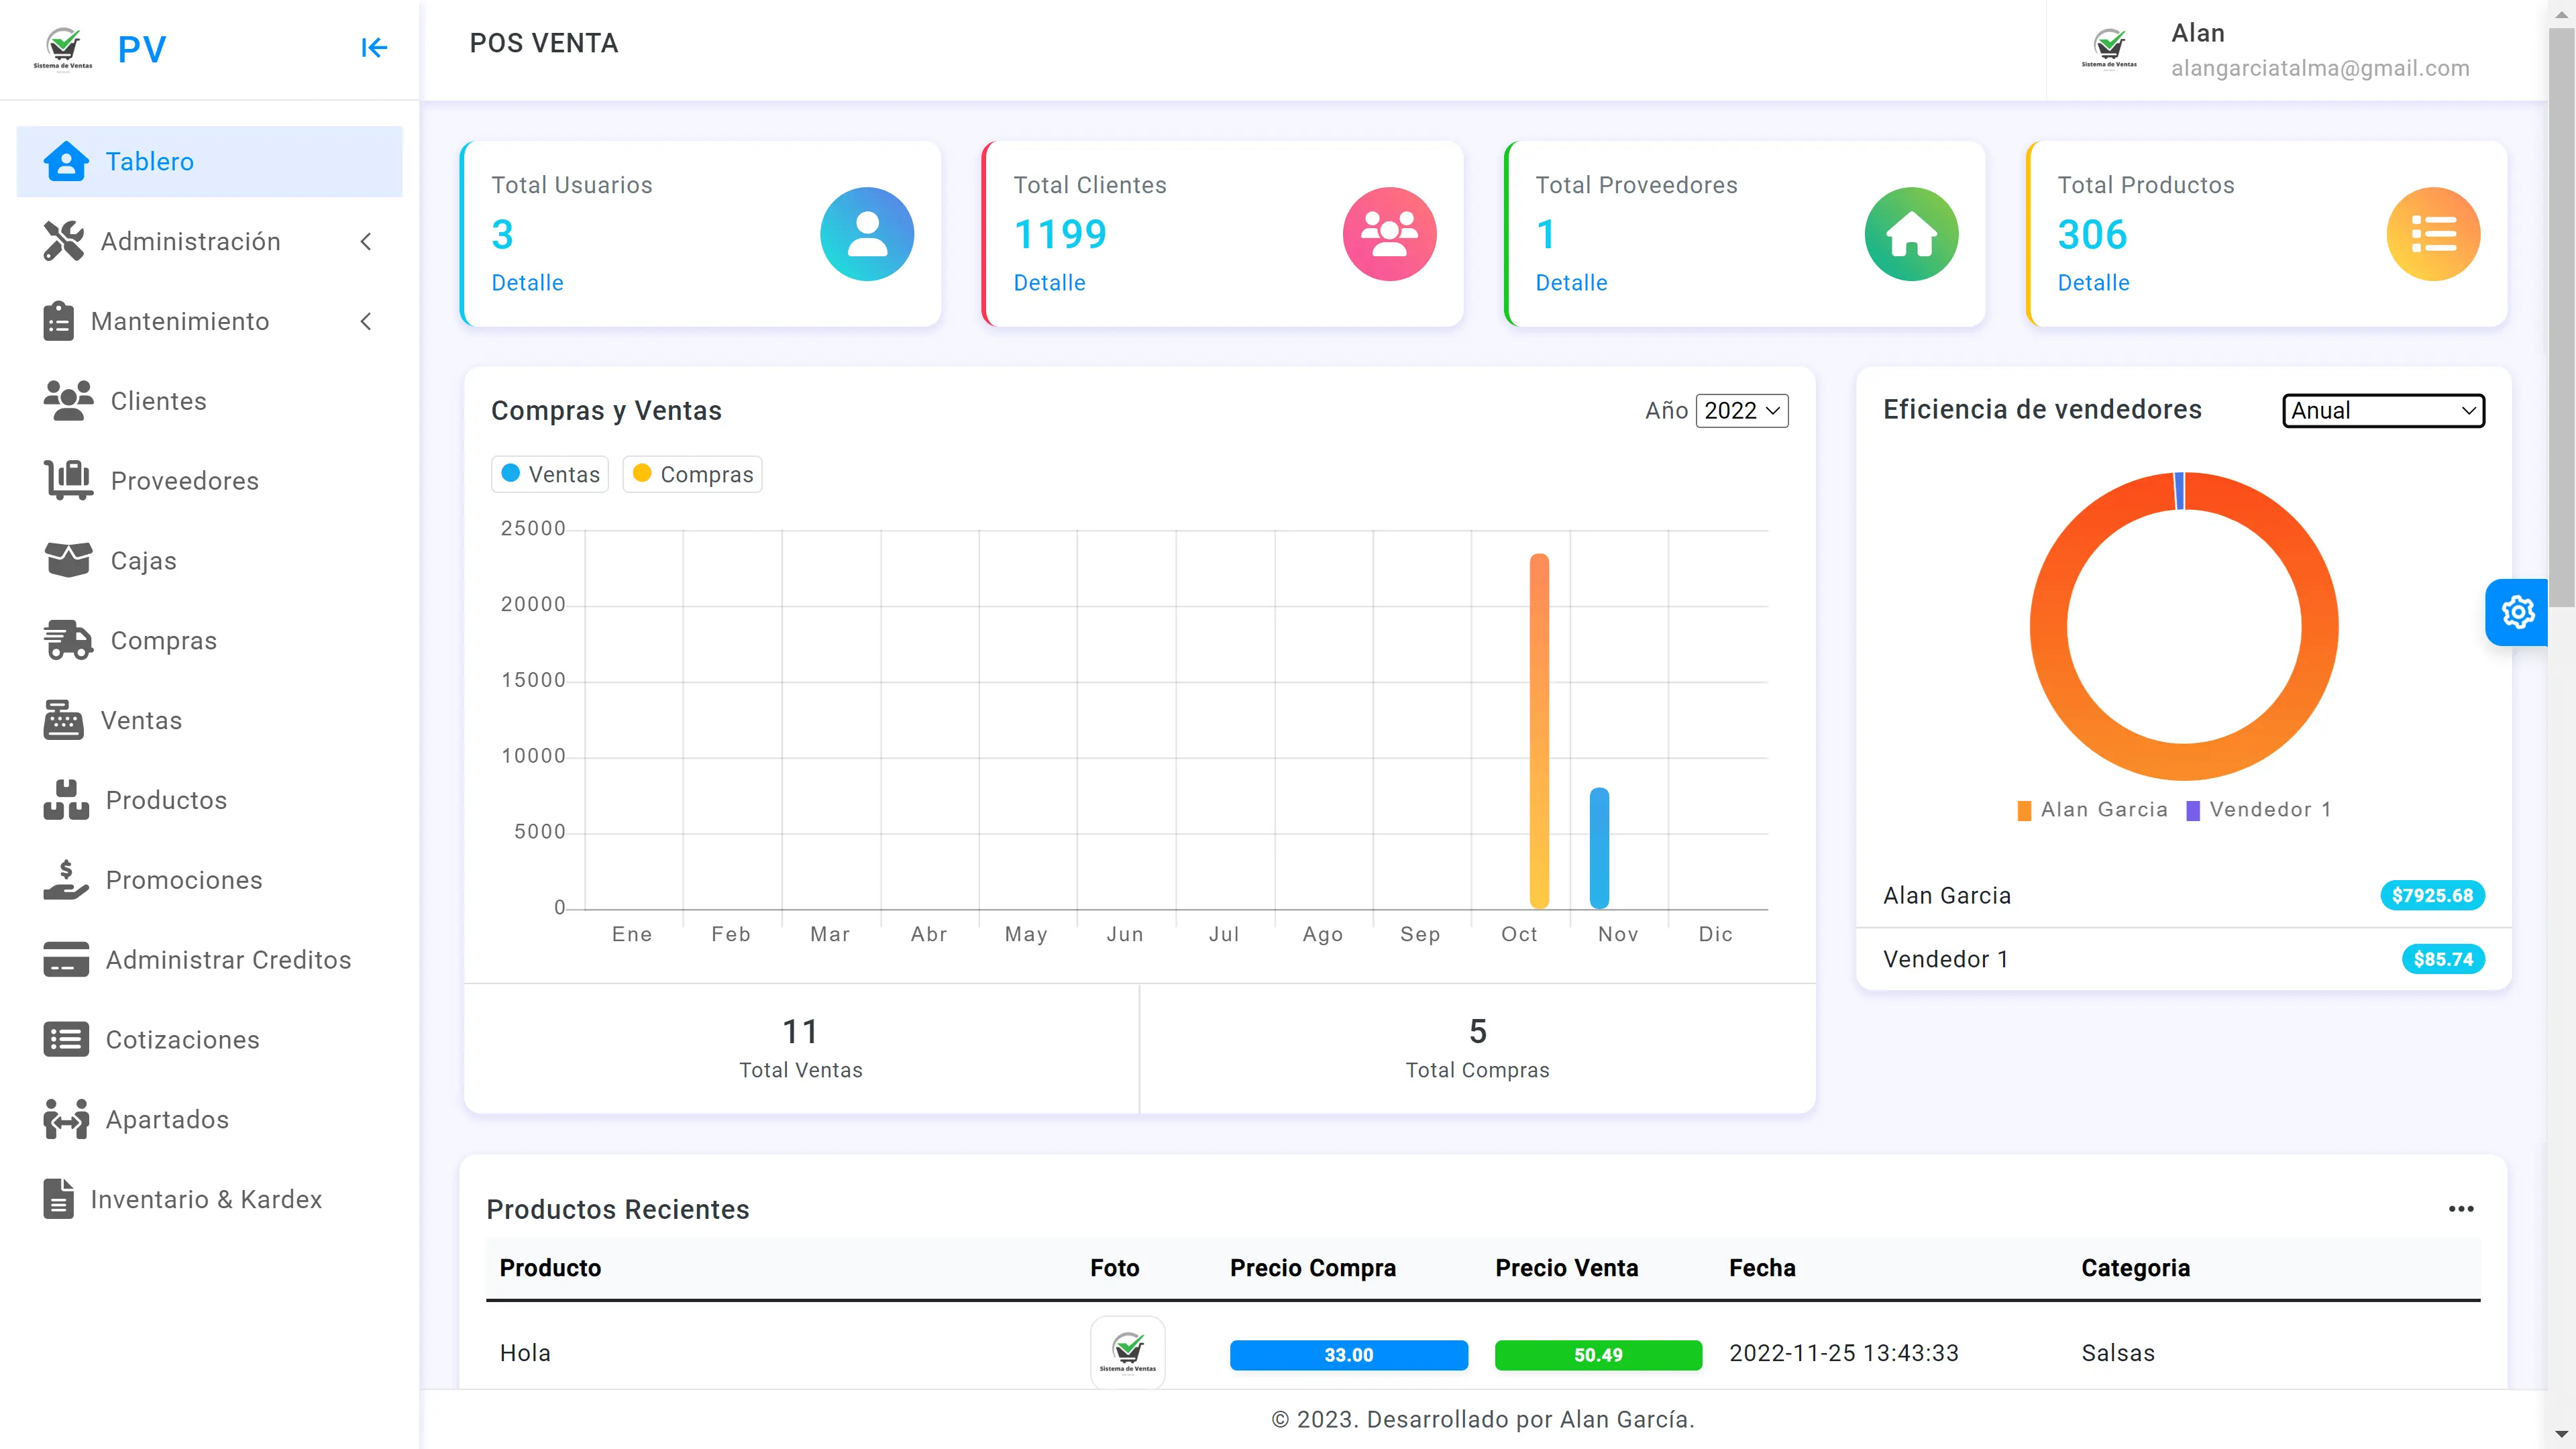 Sistema de Ventas
PV
POS VENTA
Sistema de Ventas
Alan
alangarciatalma@gmail.com
Tablero
Administración
Mantenimiento
Clientes
Proveedores
Cajas
Compras
Ventas
Productos
Promociones
Administrar Creditos
Cotizaciones
Apartados
Inventario & Kardex
Total Usuarios
3
Detalle
Total Clientes
1199
Detalle
Total Proveedores
1
Detalle
Total Productos
306
Detalle
Compras y Ventas
Año 2022
Ventas Compras
25000
20000
15000
10000
5000
0
Ene Feb Mar Abr May Jun Jul Ago Sep Oct Nov Dic
11
Total Ventas
5
Total Compras
Eficiencia de vendedores
Anual
Alan Garcia Vendedor 1
Alan Garcia $7925.68
Vendedor 1 $85.74
Productos Recientes
Producto Foto Precio Compra Precio Venta Fecha Categoria
Hola Sistema de Ventas 33.00 50.49 2022-11-25 13:43:33 Salsas
© 2023. Desarrollado por Alan García.